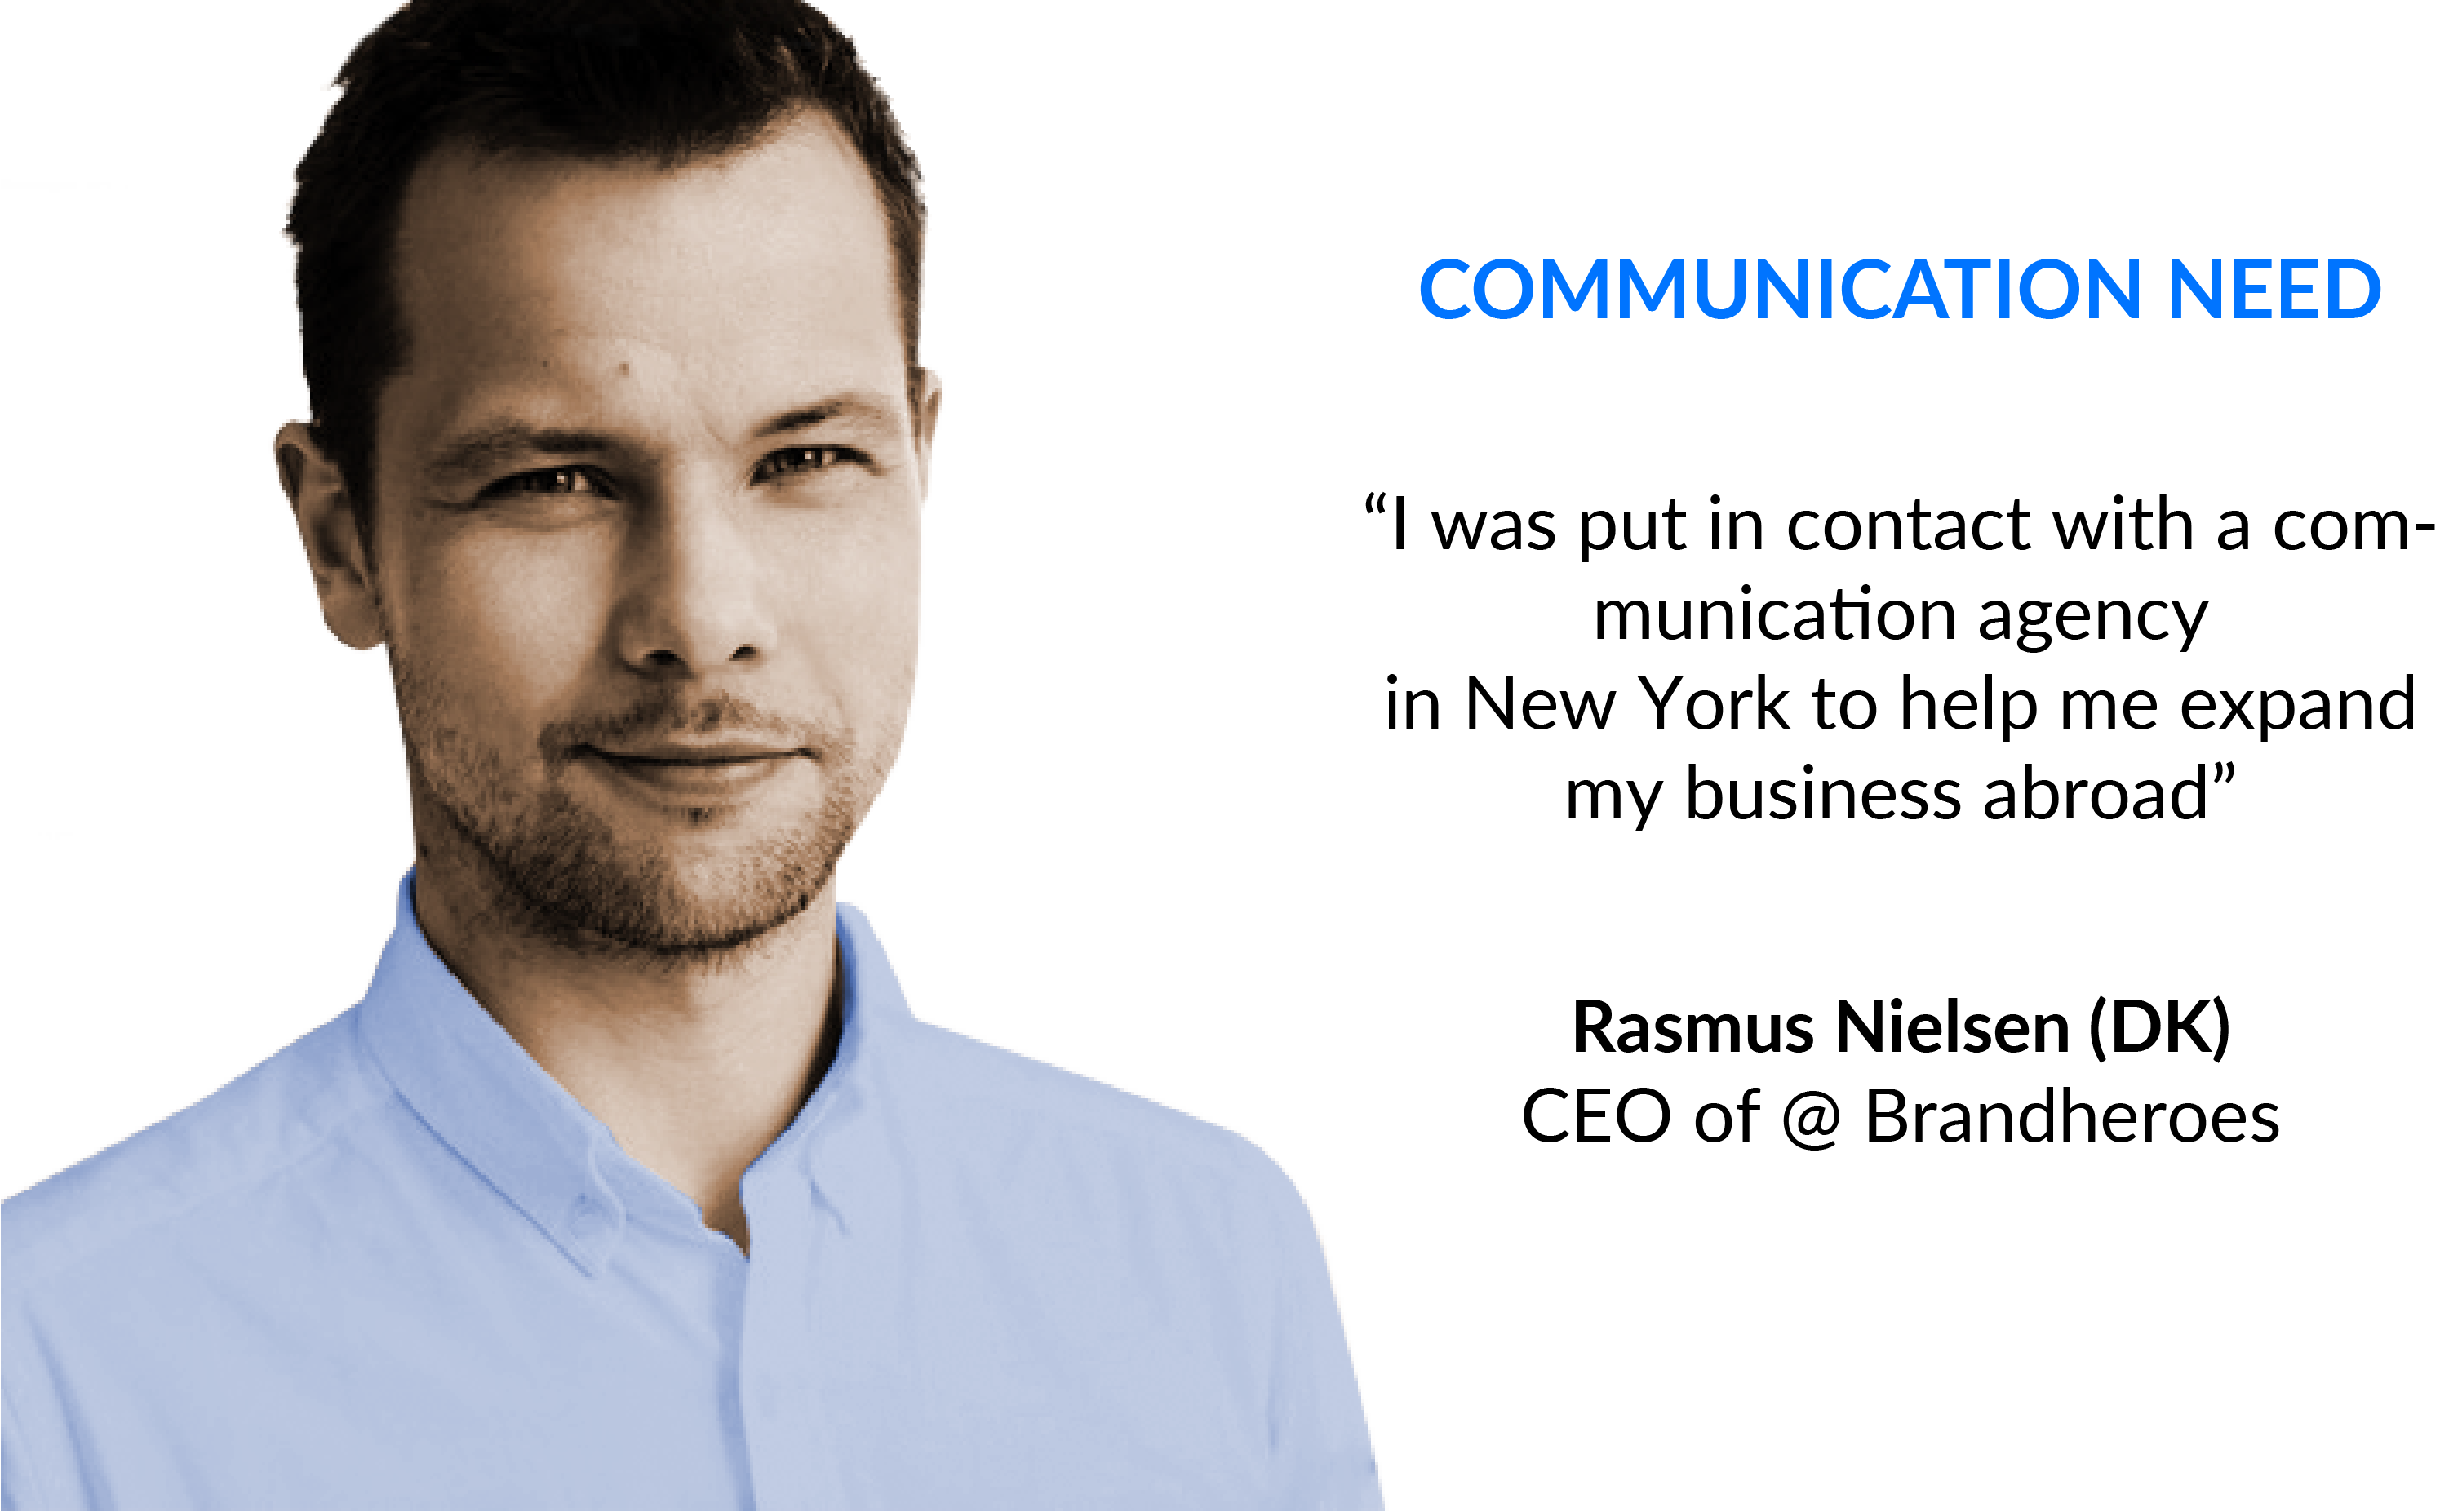 COMMUNICATION NEED
“I was put in contact with a com-
munication agency
in New York to help me expand
my business abroad”
Rasmus Nielsen (DK)
CEO of @ Brandheroes